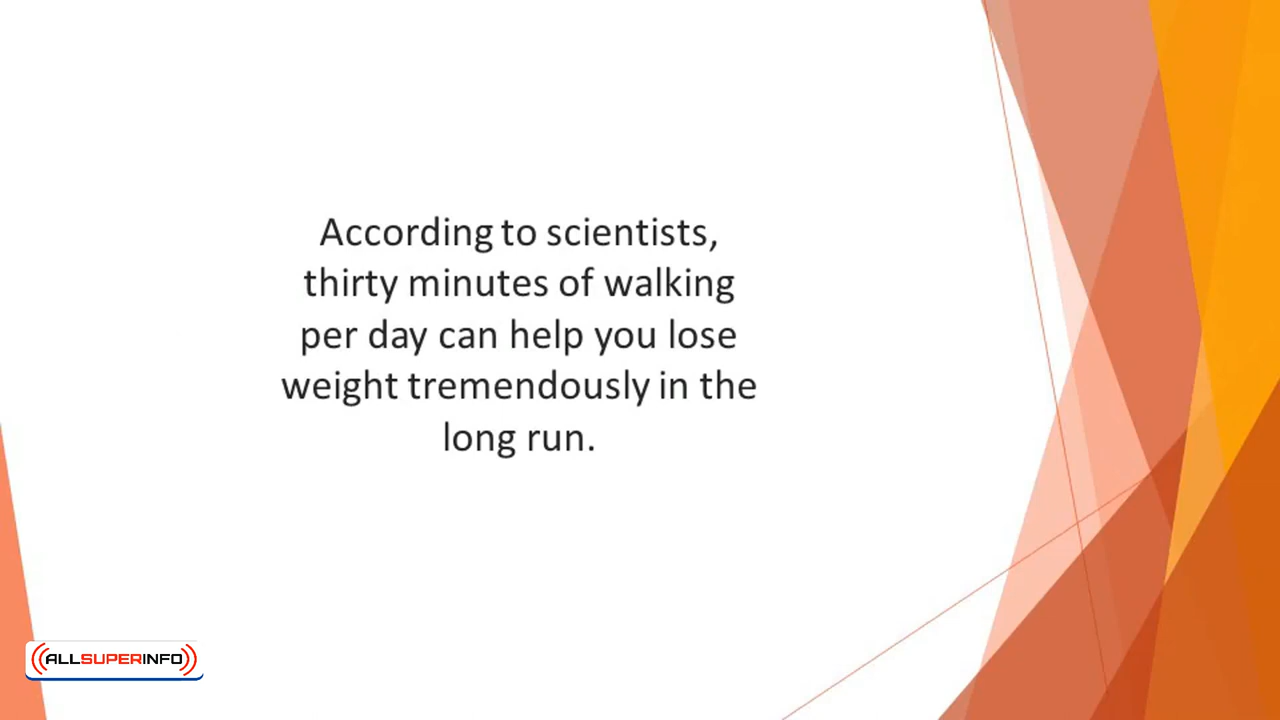 According to scientists,
thirty minutes of walking
per day can help you lose
weight tremendously in the
long run.
ALLSUPERINFO